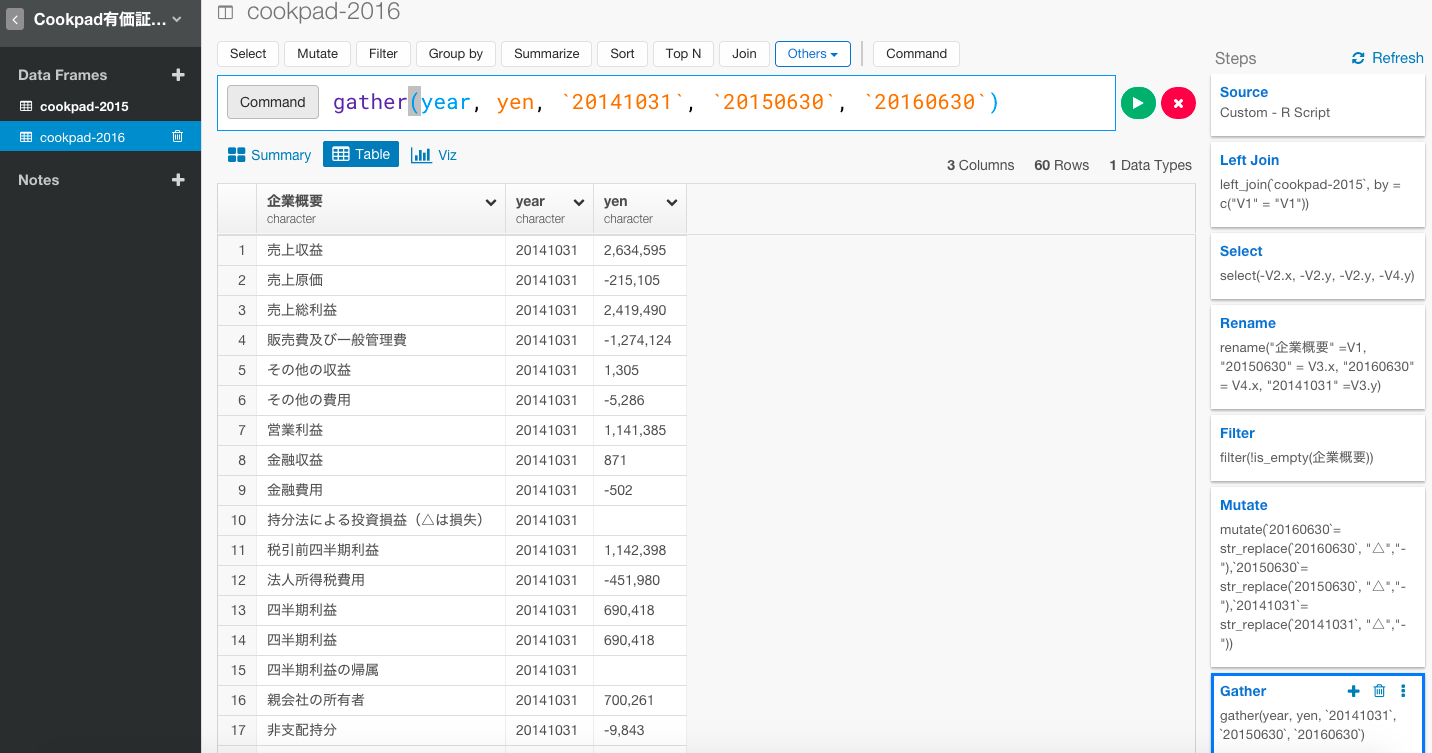 Cookpad有価証...
Data Frames
cookpad-2015
cookpad-2016
Notes
cookpad-2016
Select Mutate Filter Group by Summarize Sort Top N Join Others Command
Command gather(year, yen, `20141031`, `20150630`, `20160630`)
Summary Table Viz
3 Columns 60 Rows 1 Data Types
企業概要 year yen
character character character
1 売上収益 20141031 2,634,595
2 売上原価 20141031 -215,105
3 売上総利益 20141031 2,419,490
4 販売費及び一般管理費 20141031 -1,274,124
5 その他の収益 20141031 1,305
6 その他の費用 20141031 -5,286
7 営業利益 20141031 1,141,385
8 金融収益 20141031 871
9 金融費用 20141031 -502
10 持分法による投資損益（△は損失） 20141031
11 税引前四半期利益 20141031 1,142,398
12 法人所得税費用 20141031 -451,980
13 四半期利益 20141031 690,418
14 四半期利益 20141031 690,418
15 四半期利益の帰属 20141031
16 親会社の所有者 20141031 700,261
17 非支配持分 20141031 -9,843
Steps Refresh
Source
Custom - R Script
Left Join
left_join(`cookpad-2015`, by =
c("V1" = "V1"))
Select
select(-V2.x, -V2.y, -V2.y, -V4.y)
Rename
rename("企業概要" =V1,
"20150630" = V3.x, "20160630"
= V4.x, "20141031" =V3.y)
Filter
filter(!is_empty(企業概要))
Mutate
mutate(`20160630`=
str_replace(`20160630`, "△","-
"),`20150630`=
str_replace(`20150630`, "△","-
"),`20141031`=
str_replace(`20141031`, "△","-
"))
Gather
gather(year, yen, `20141031`,
`20150630`, `20160630`)